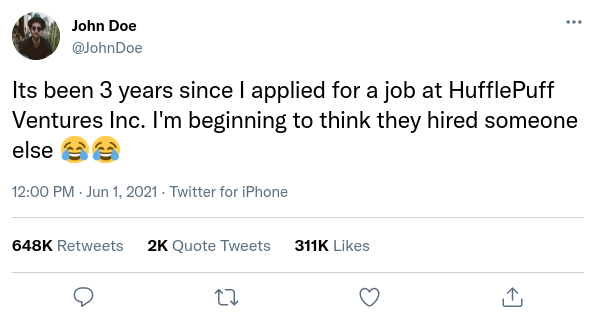 John Doe
@JohnDoe
Its been 3 years since I applied for a job at HufflePuff
Ventures Inc. I'm beginning to think they hired someone
else 😂😂
12:00 PM · Jun 1, 2021 · Twitter for iPhone
648K Retweets 2K Quote Tweets 311K Likes